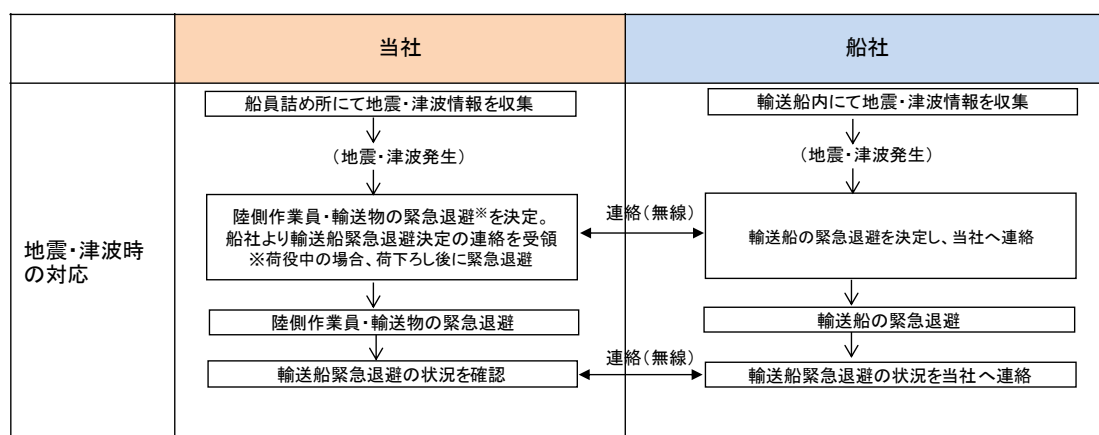 当社
船社
地震・津波時
の対応
船員詰め所にて地震・津波情報を収集
(地震・津波発生)
陸側作業員・輸送物の緊急退避※を決定。
船社より輸送船緊急退避決定の連絡を受領
※荷役中の場合、荷下ろし後に緊急退避
陸側作業員・輸送物の緊急退避
輸送船緊急退避の状況を確認
連絡(無線)
連絡(無線)
輸送船内にて地震・津波情報を収集
(地震・津波発生)
輸送船の緊急退避を決定し、当社へ連絡
輸送船の緊急退避
輸送船緊急退避の状況を当社へ連絡